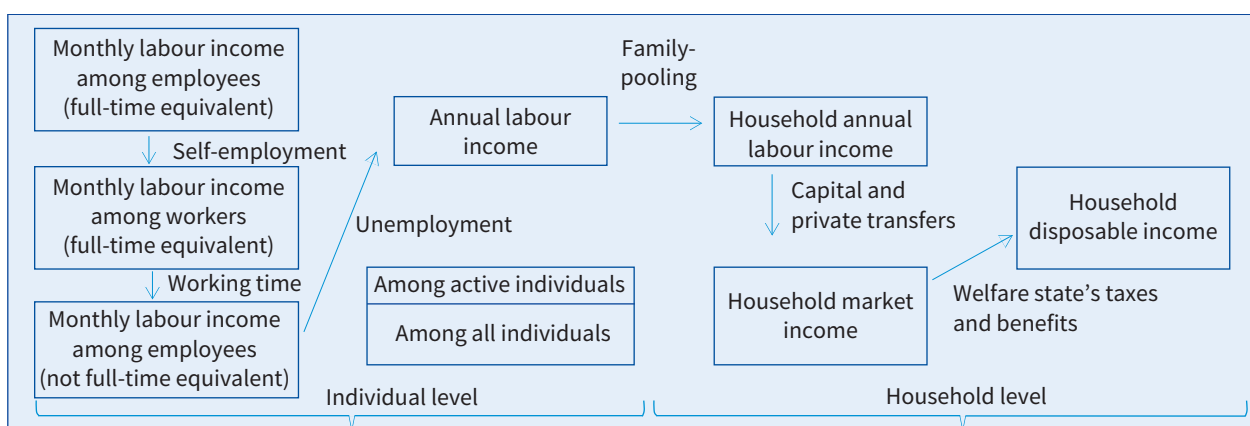 Monthly labour income
among employees
(full-time equivalent)
Self-employment
Monthly labour income
among workers
(full-time equivalent)
Working time
Monthly labour income
among employees
(not full-time equivalent)
Unemployment
Annual labour
income
Among active individuals
Among all individuals
Individual level
Family-
pooling
Household annual
labour income
Capital and
private transfers
Household market
income
Welfare state’s taxes
and benefits
Household
disposable income
Household level